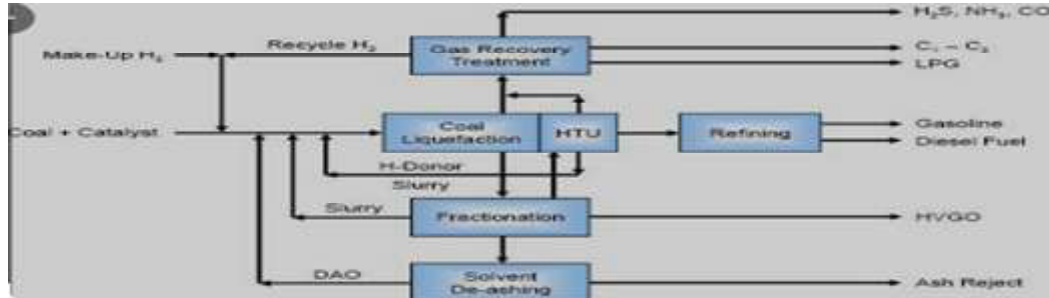 H₂S, NH₃, CO
Recycle H₂
Gas Recovery
Treatment
Make-Up H₂
C₁ – C₂
LPG
Coal + Catalyst
Coal
Liquefaction
HTU
Refining
Gasoline
Diesel Fuel
H-Donor
Slurry
Slurry
Fractionation
HVGO
DAO
Solvent
De-ashing
Ash Reject